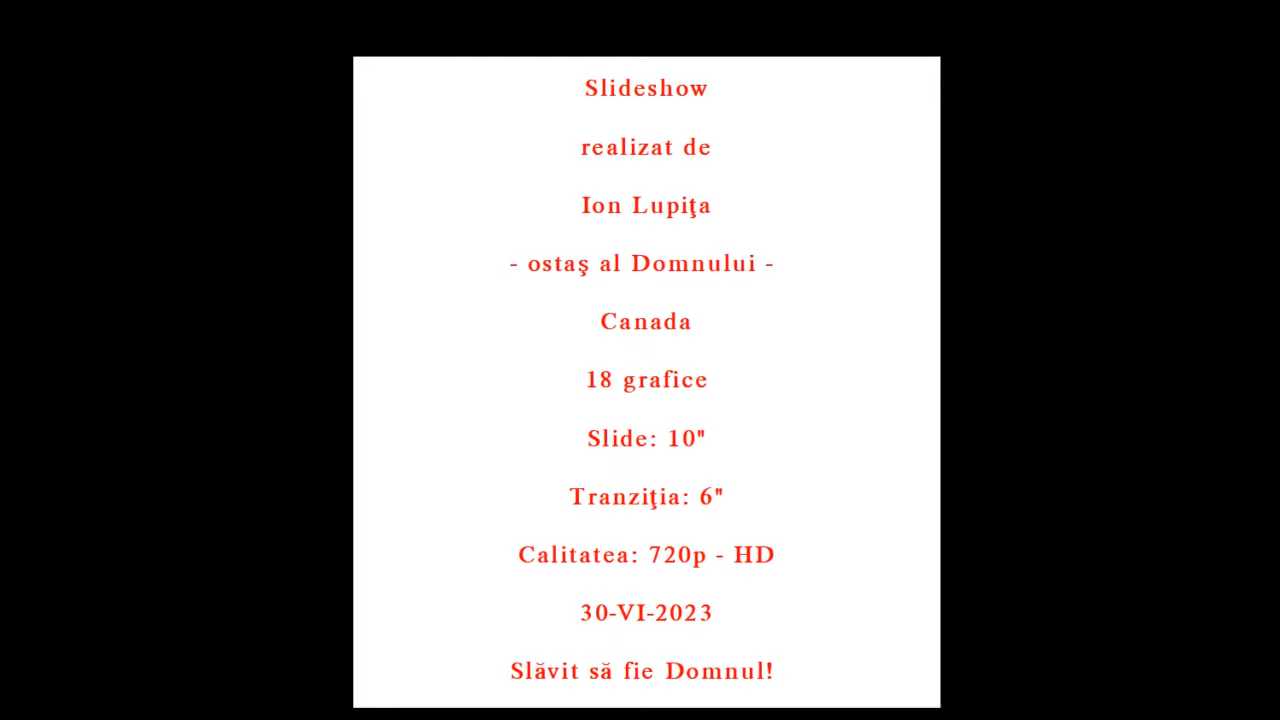 Slideshow
realizat de
Ion Lupiţa
- ostaş al Domnului -
Canada
18 grafice
Slide: 10"
Tranziţia: 6"
Calitatea: 720p - HD
30-VI-2023
Slăvit să fie Domnul!